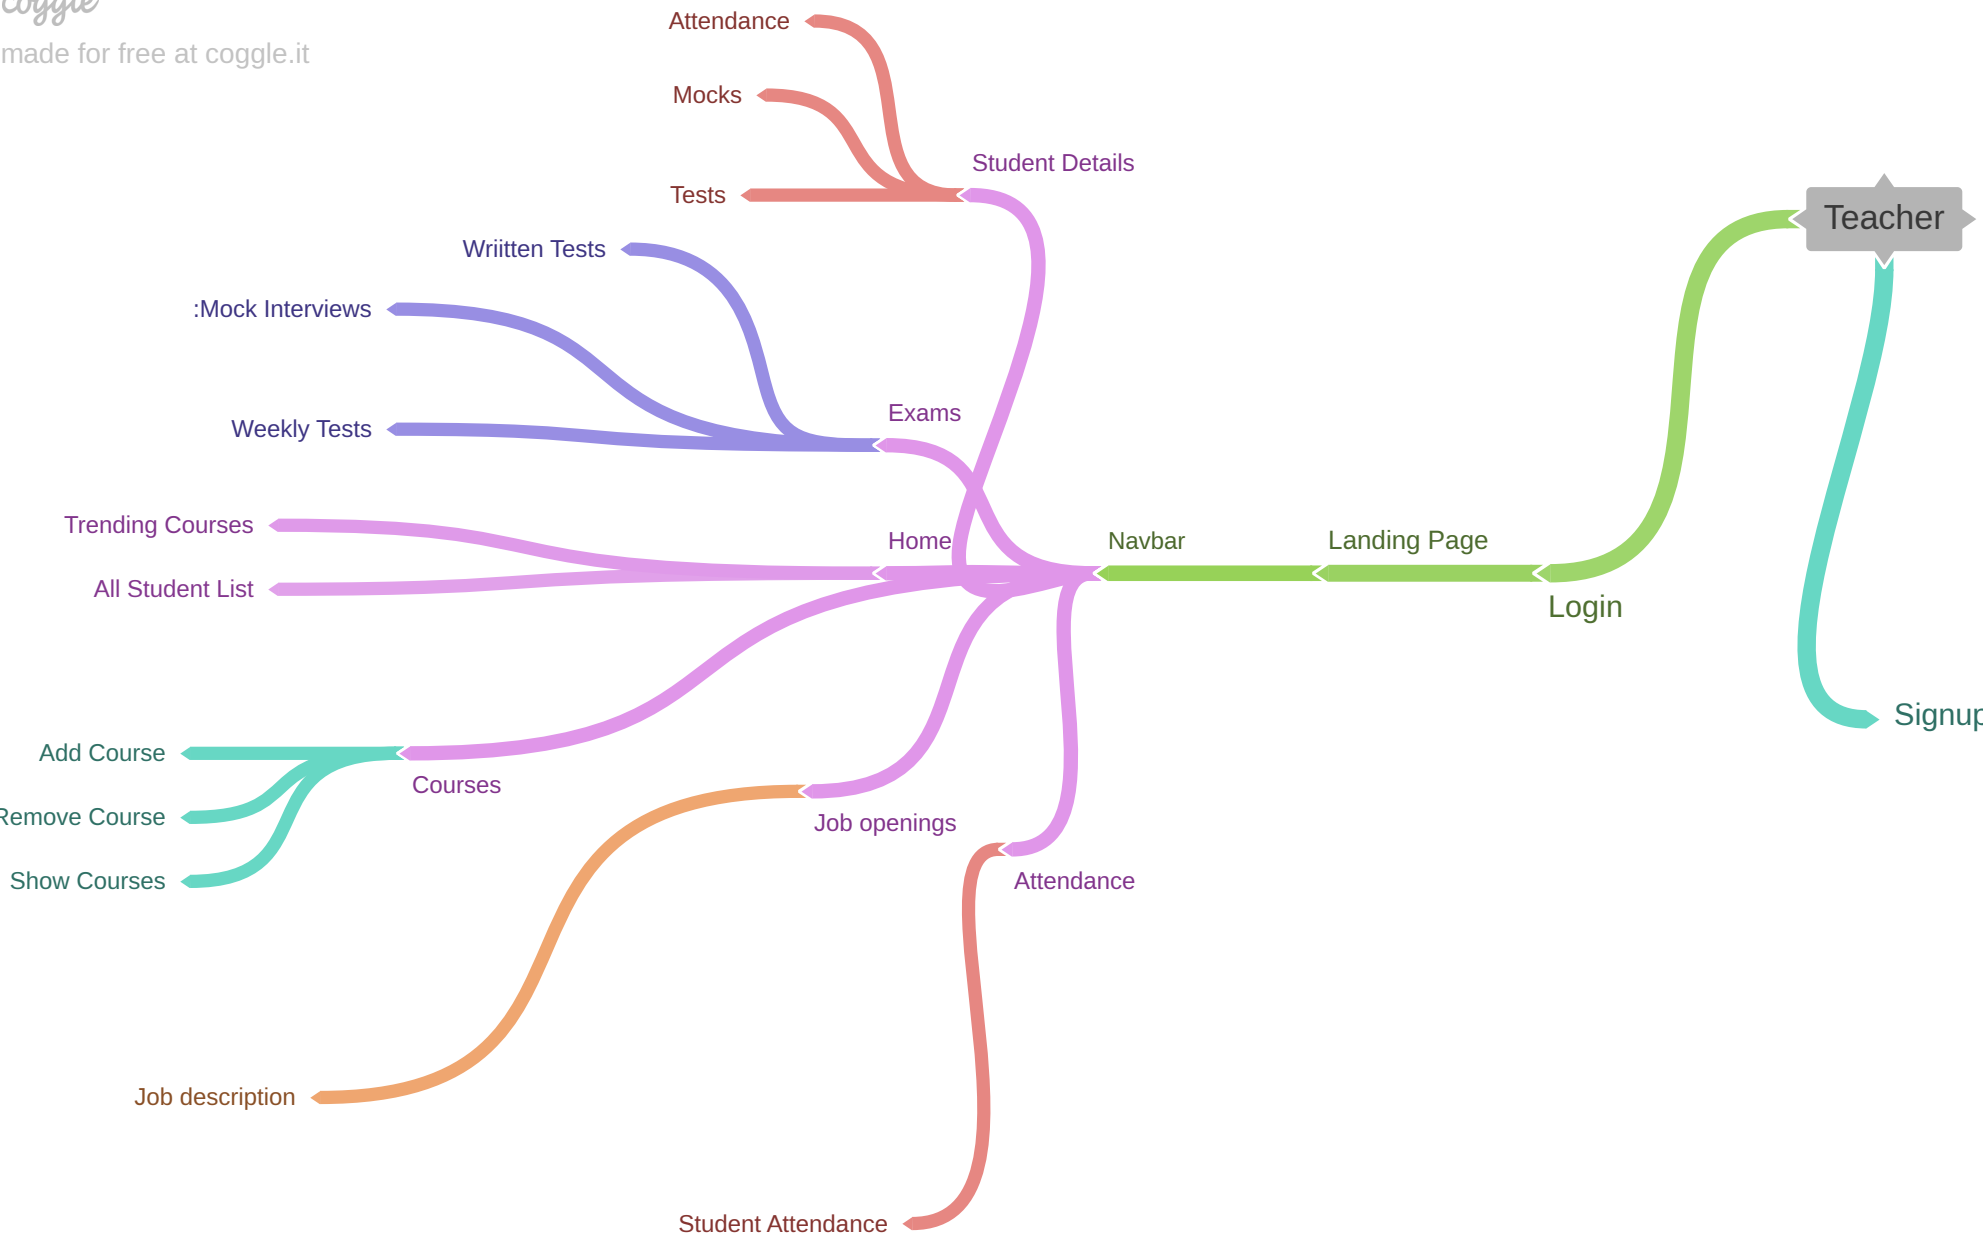 coggle
made for free at coggle.it
Attendance
Mocks
Tests
Student Details
Wriitten Tests
:Mock Interviews
Weekly Tests
Exams
Trending Courses
All Student List
Home
Navbar
Landing Page
Login
Teacher
Signup
Add Course
Remove Course
Show Courses
Courses
Job openings
Attendance
Job description
Student Attendance